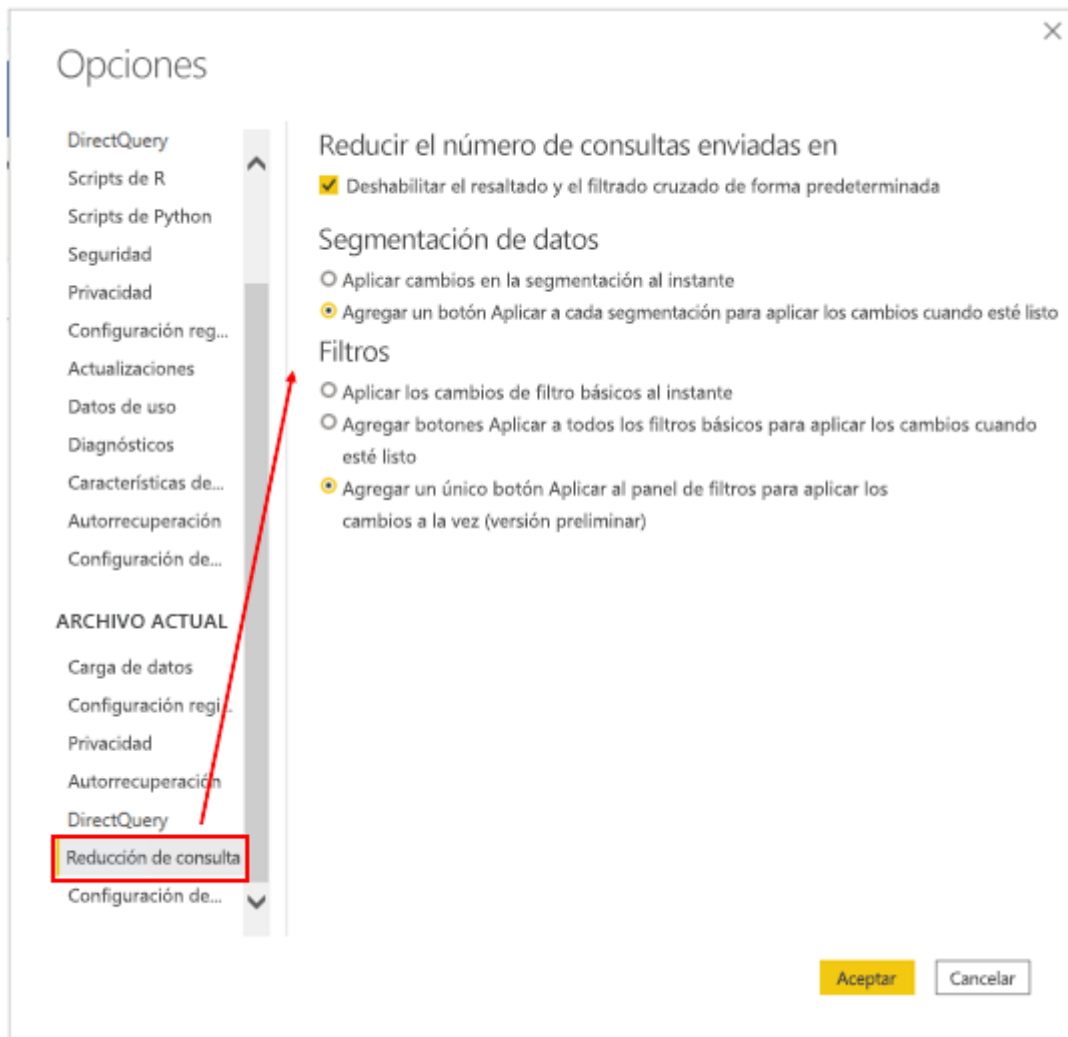 Opciones
DirectQuery
Scripts de R
Scripts de Python
Seguridad
Privacidad
Configuración reg...
Actualizaciones
Datos de uso
Diagnósticos
Características de...
Autorrecuperación
Configuración de...
ARCHIVO ACTUAL
Carga de datos
Configuración regi...
Privacidad
Autorrecuperación
DirectQuery
Reducción de consulta
Configuración de...
Reducir el número de consultas enviadas en
Deshabilitar el resaltado y el filtrado cruzado de forma predeterminada
Segmentación de datos
Aplicar cambios en la segmentación al instante
Agregar un botón Aplicar a cada segmentación para aplicar los cambios cuando esté listo
Filtros
Aplicar los cambios de filtro básicos al instante
Agregar botones Aplicar a todos los filtros básicos para aplicar los cambios cuando
esté listo
Agregar un único botón Aplicar al panel de filtros para aplicar los
cambios a la vez (versión preliminar)
Aceptar
Cancelar